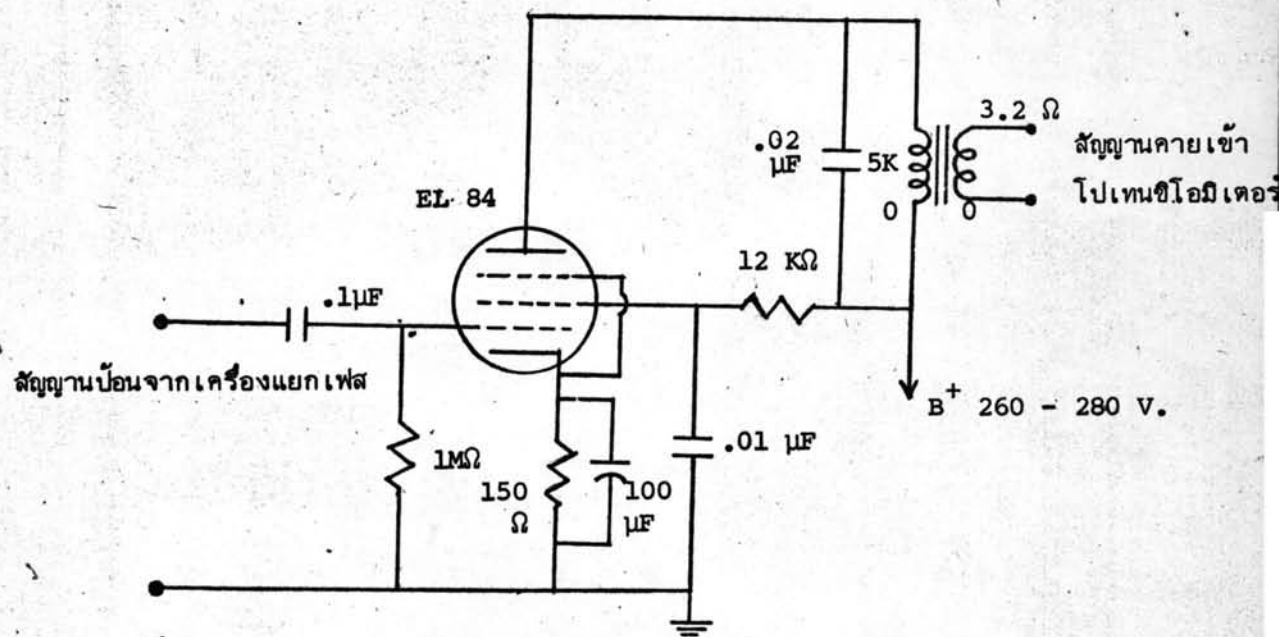 3.2 Ω
สัญญานคายเข้า
โปเทนชิโอมิเตอร์
.02
µF
5K
0
0
EL 84
12 KΩ
.1µF
สัญญานป้อนจากเครื่องแยกเฟส
B+ 260 - 280 V.
1MΩ
150
Ω
100
µF
.01 µF